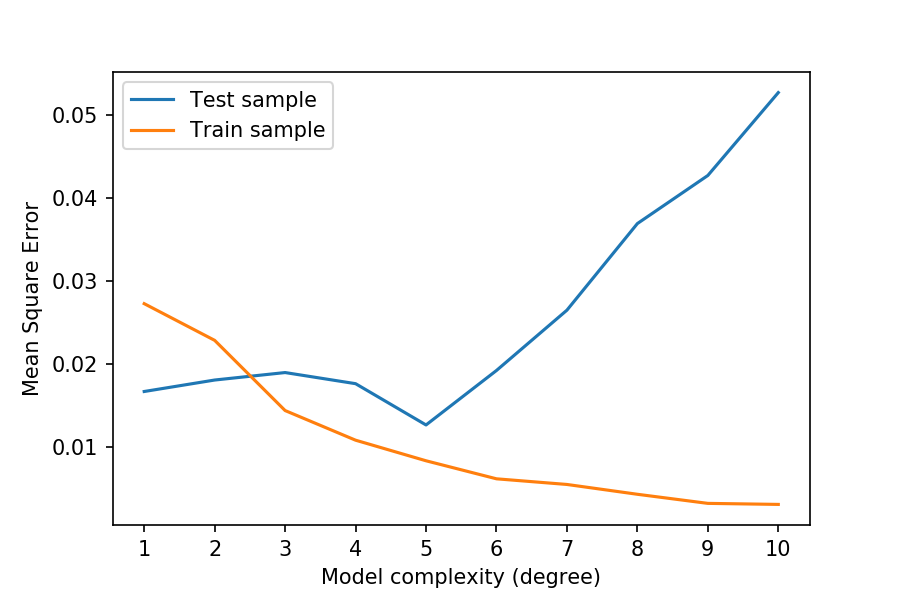 Test sample
Train sample
0.05
0.04
0.03
0.02
0.01
Mean Square Error
1 2 3 4 5 6 7 8 9 10
Model complexity (degree)